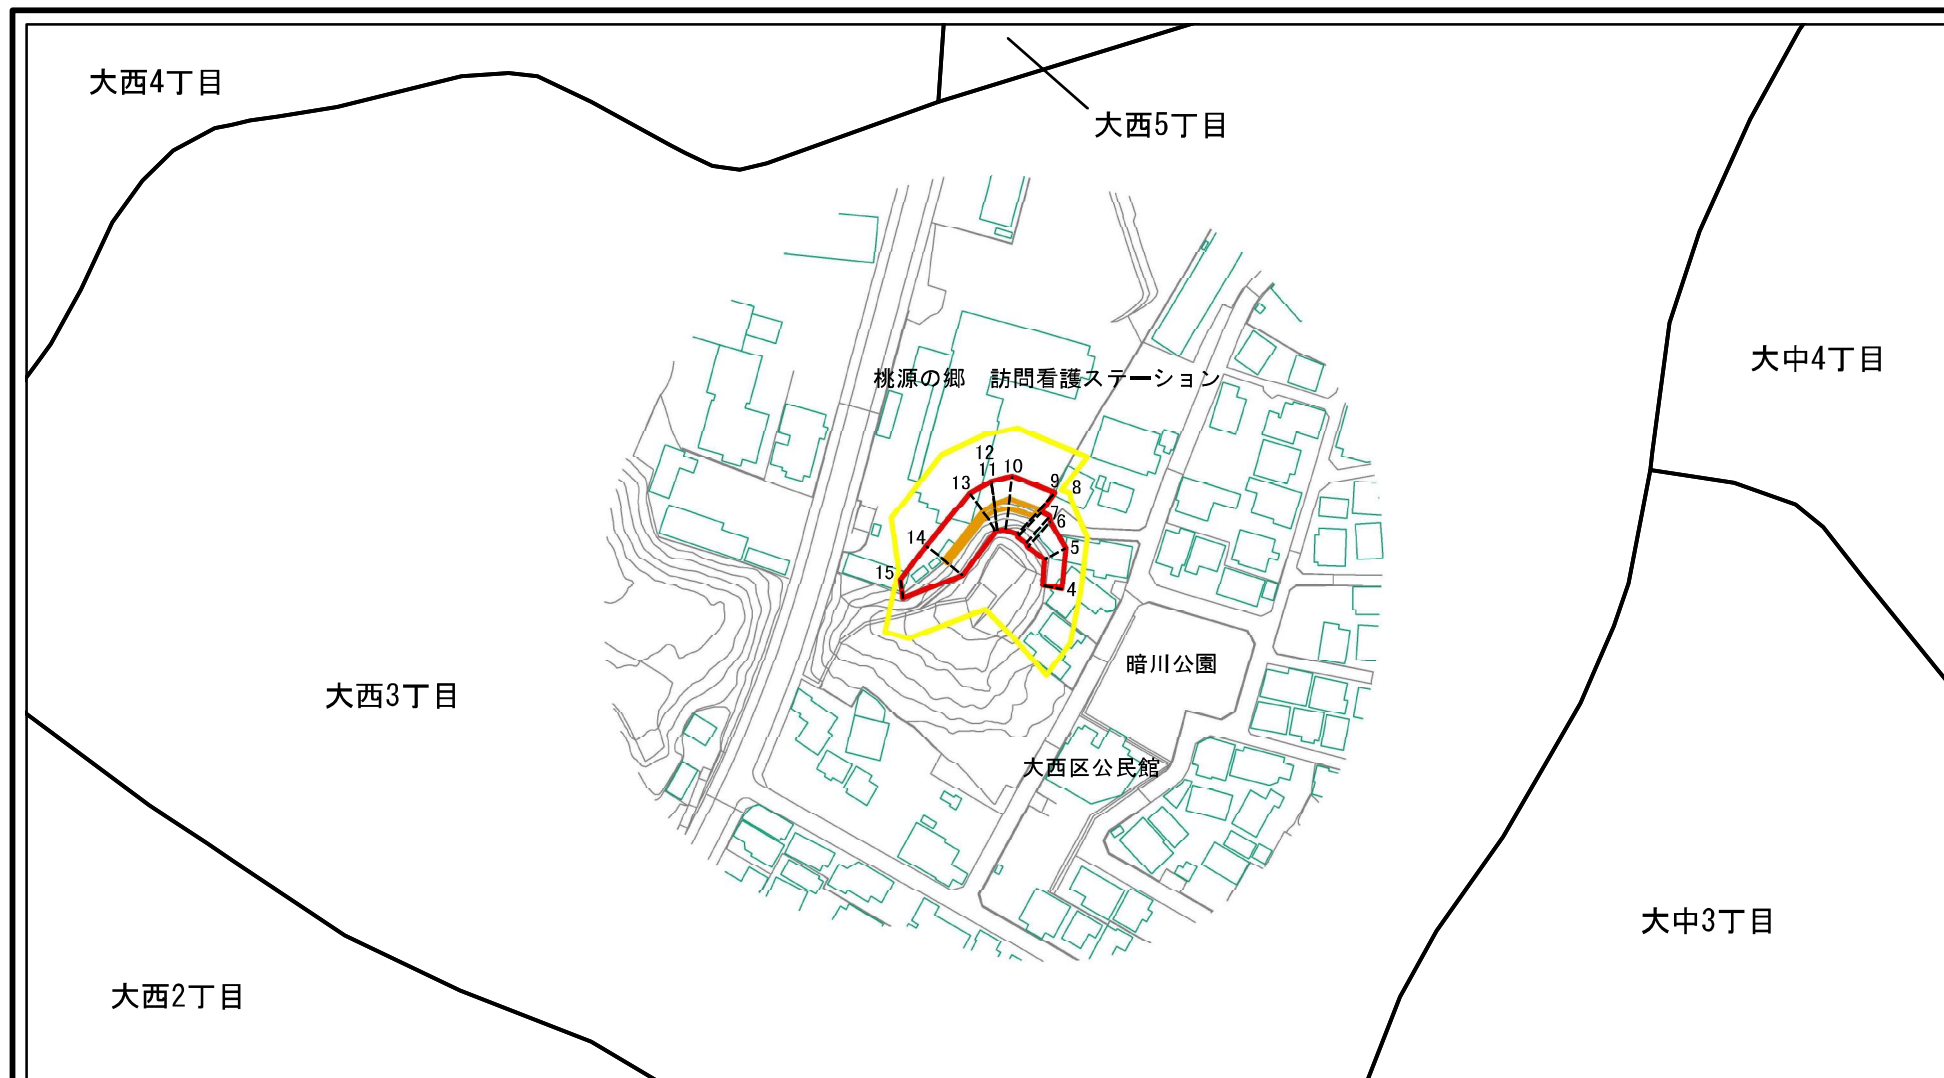 大西4丁目
大西5丁目
大中4丁目
桃源の郷　訪問看護ステーション
12
11
10
13
9
8
7
6
14
5
15
4
暗川公園
大西3丁目
大西区公民館
大中3丁目
大西2丁目